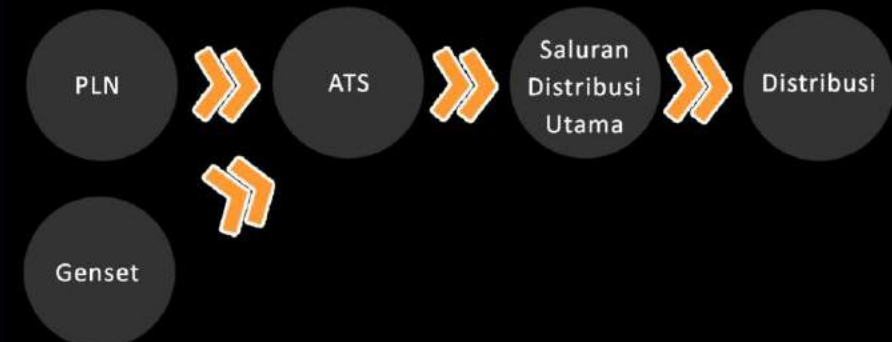 PLN
ATS
Saluran
Distribusi
Utama
Distribusi
Genset